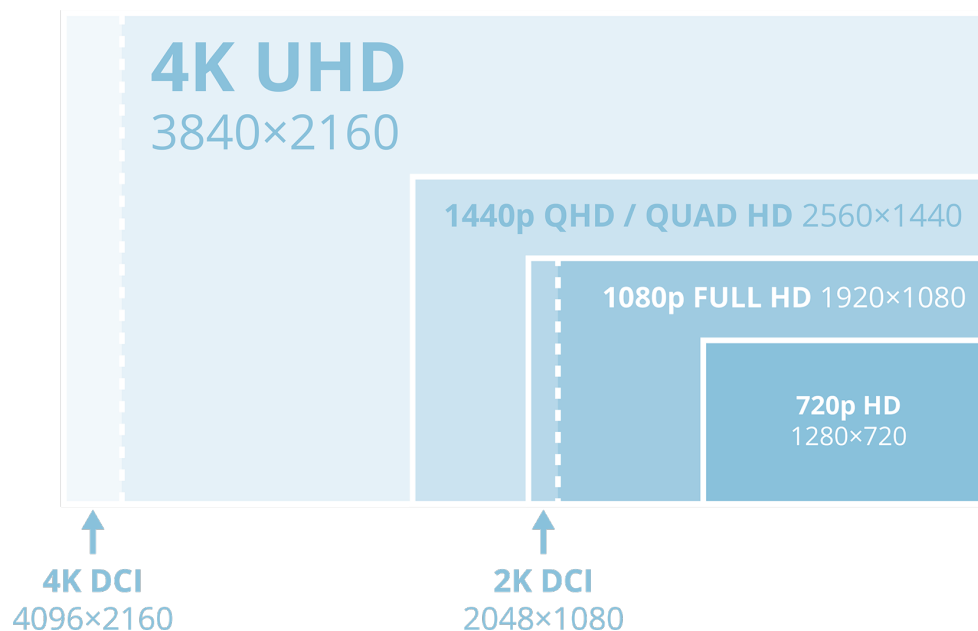 4K UHD
3840×2160
1440p QHD / QUAD HD 2560×1440
1080p FULL HD 1920×1080
720p HD
1280×720
4K DCI
4096×2160
2K DCI
2048×1080